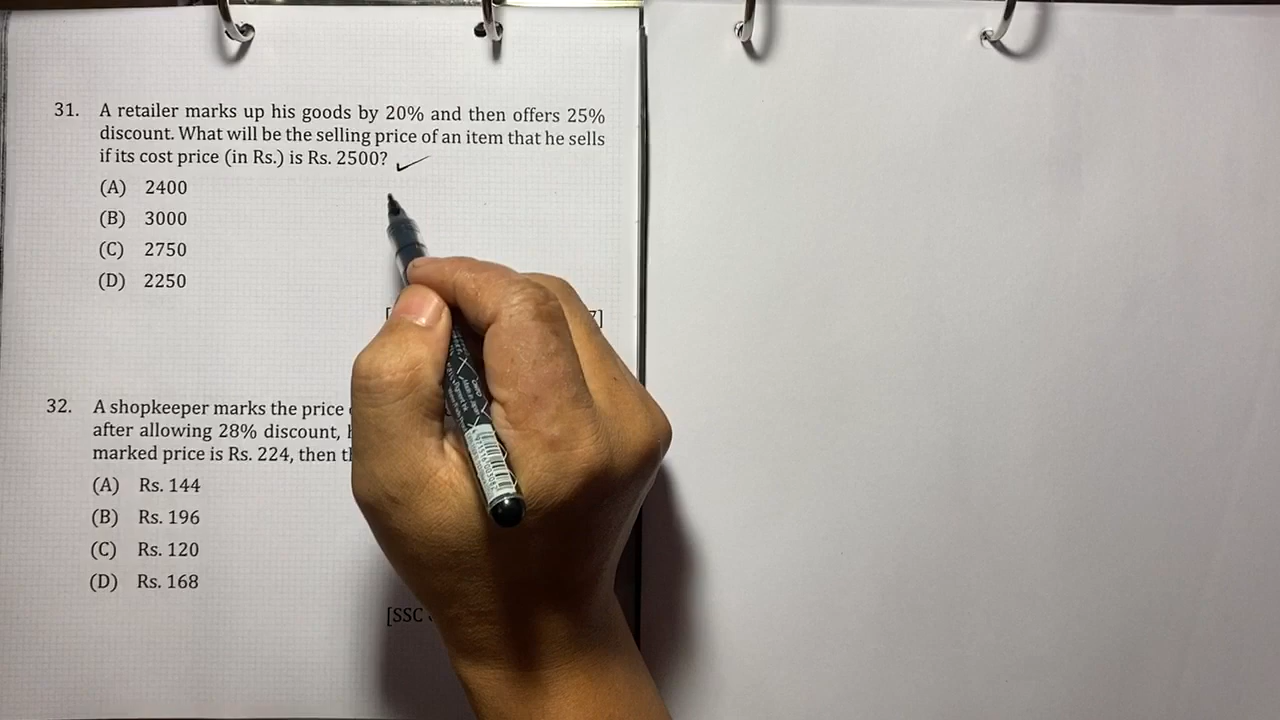 31. A retailer marks up his goods by 20% and then offers 25%
discount. What will be the selling price of an item that he sells
if its cost price (in Rs.) is Rs. 2500?
(A) 2400
(B) 3000
(C) 2750
(D) 2250
32. A shopkeeper marks the price
after allowing 28% discount,
marked price is Rs. 224, then
(A) Rs. 144
(B) Rs. 196
(C) Rs. 120
(D) Rs. 168
[SSC